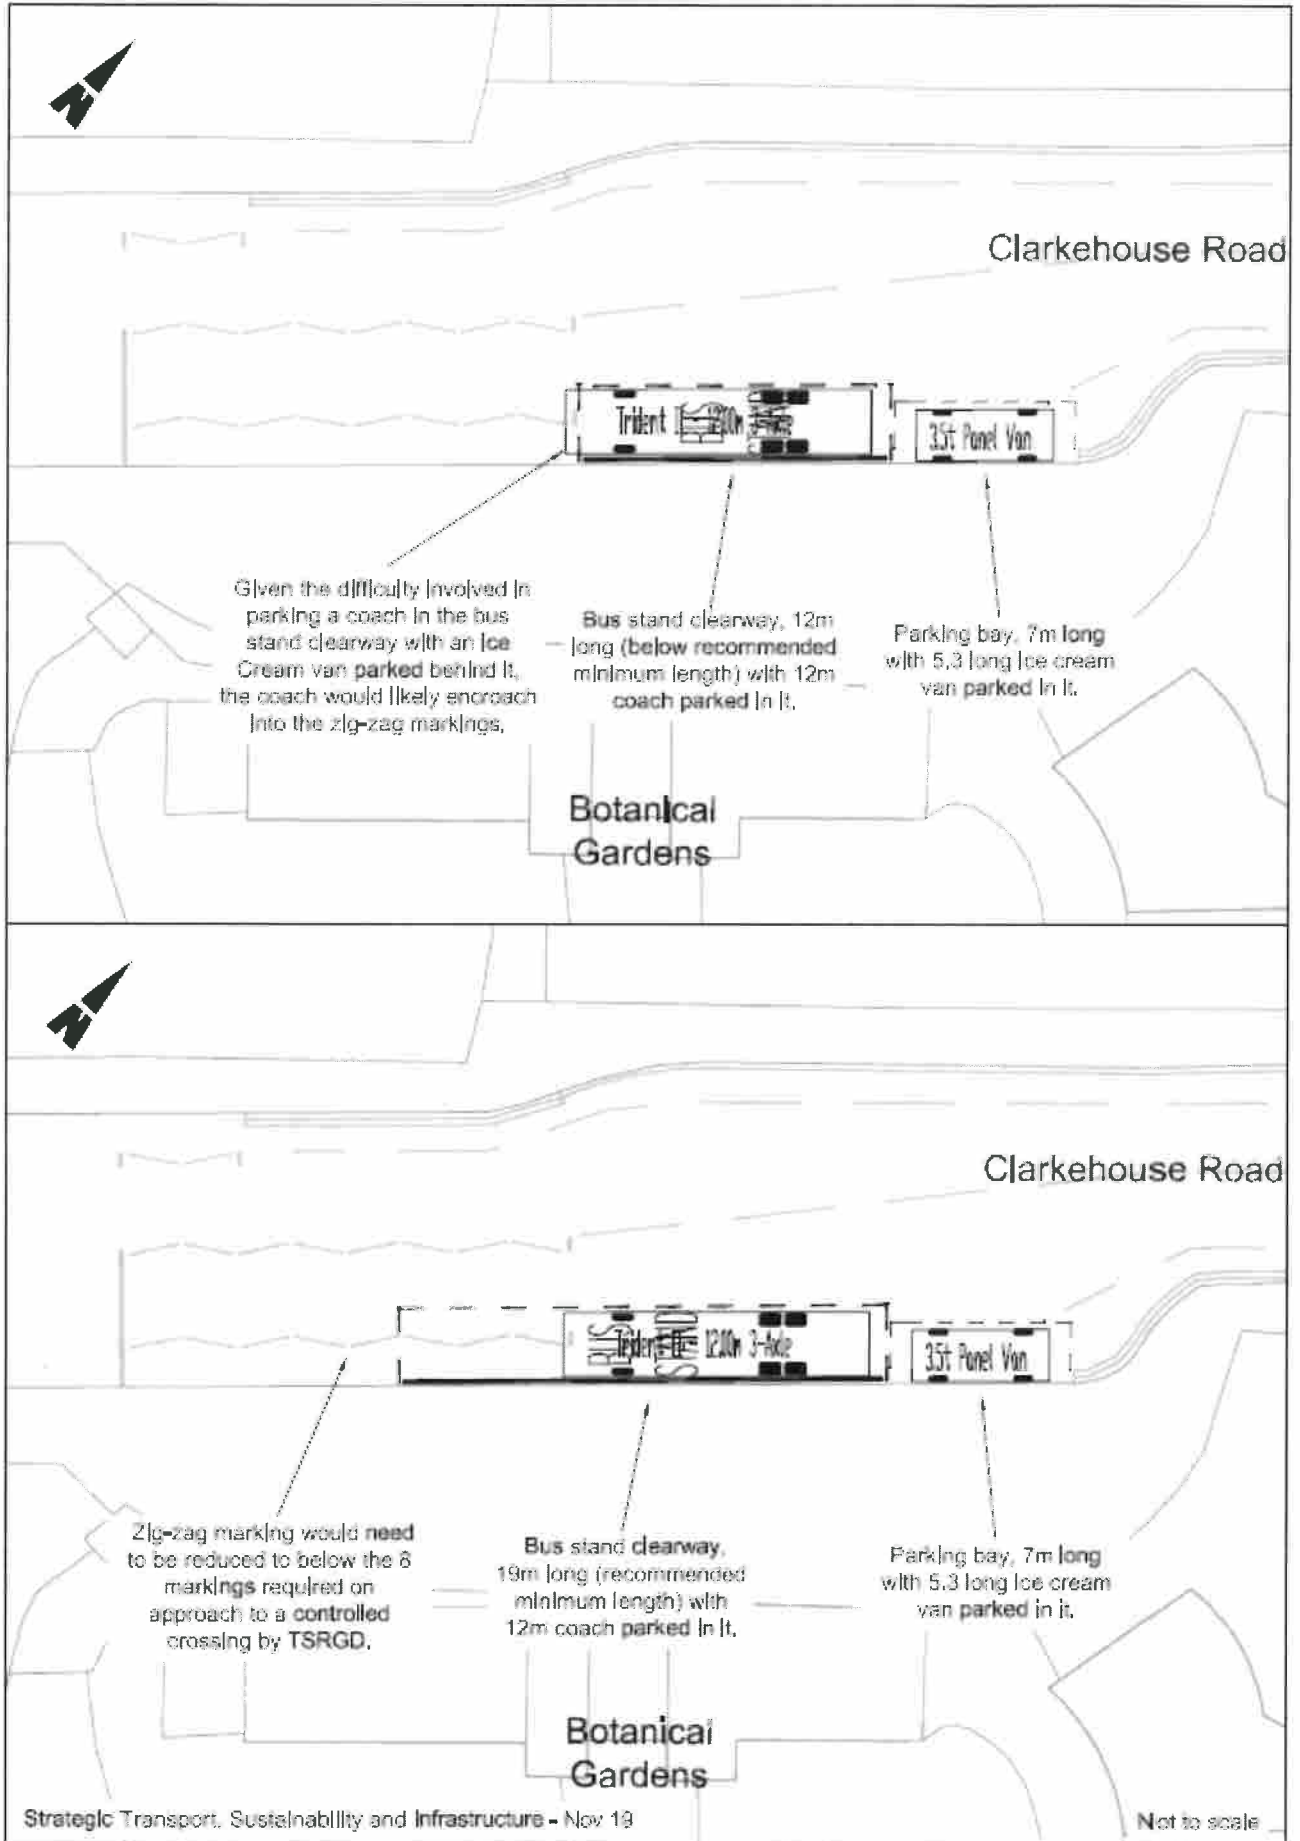 N
Clarkehouse Road
Trident 12.00m 3-Axle
3.5t Panel Van
Given the difficulty involved in
parking a coach in the bus
stand clearway with an Ice
Cream van parked behind it,
the coach would likely encroach
into the zig-zag markings.
Bus stand clearway, 12m
long (below recommended
minimum length) with 12m
coach parked in it.
Parking bay, 7m long
with 5.3 long ice cream
van parked in it.
Botanical
Gardens
N
Clarkehouse Road
BUS
STAND
Trident 12.00m 3-Axle
3.5t Panel Van
Zig-zag marking would need
to be reduced to below the 8
markings required on
approach to a controlled
crossing by TSRGD.
Bus stand clearway,
19m long (recommended
minimum length) with
12m coach parked in it.
Parking bay, 7m long
with 5.3 long ice cream
van parked in it.
Botanical
Gardens
Strategic Transport, Sustainability and Infrastructure - Nov 19
Not to scale